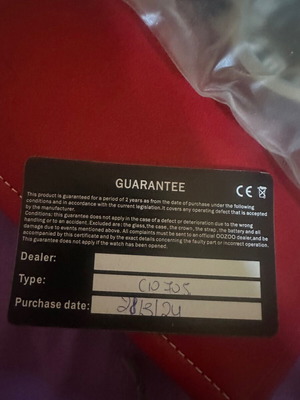 GUARANTEE
CE
This product is guaranteed for a period of 2 years as from the date of purchase under the following
conditions and in accordance with the current legislation.It covers any operating defect that is accepted
by the manufacturer.
Conditions: this guarantee does not apply in the case of a defect or deterioration due to the wrong
handling or to an accident .Excluded are : the glass,the case, the crown, the strap , the battery and all
damage due to events mentioned above. All complaints must be sent to an official OOZOO dealer,and be
accompanied by this certificate and by the exact details concerning the faulty part or incorrect operation.
This guarantee does not apply if the watch has been opened.
Dealer:
Type: C10705
Purchase date: 28/3/24